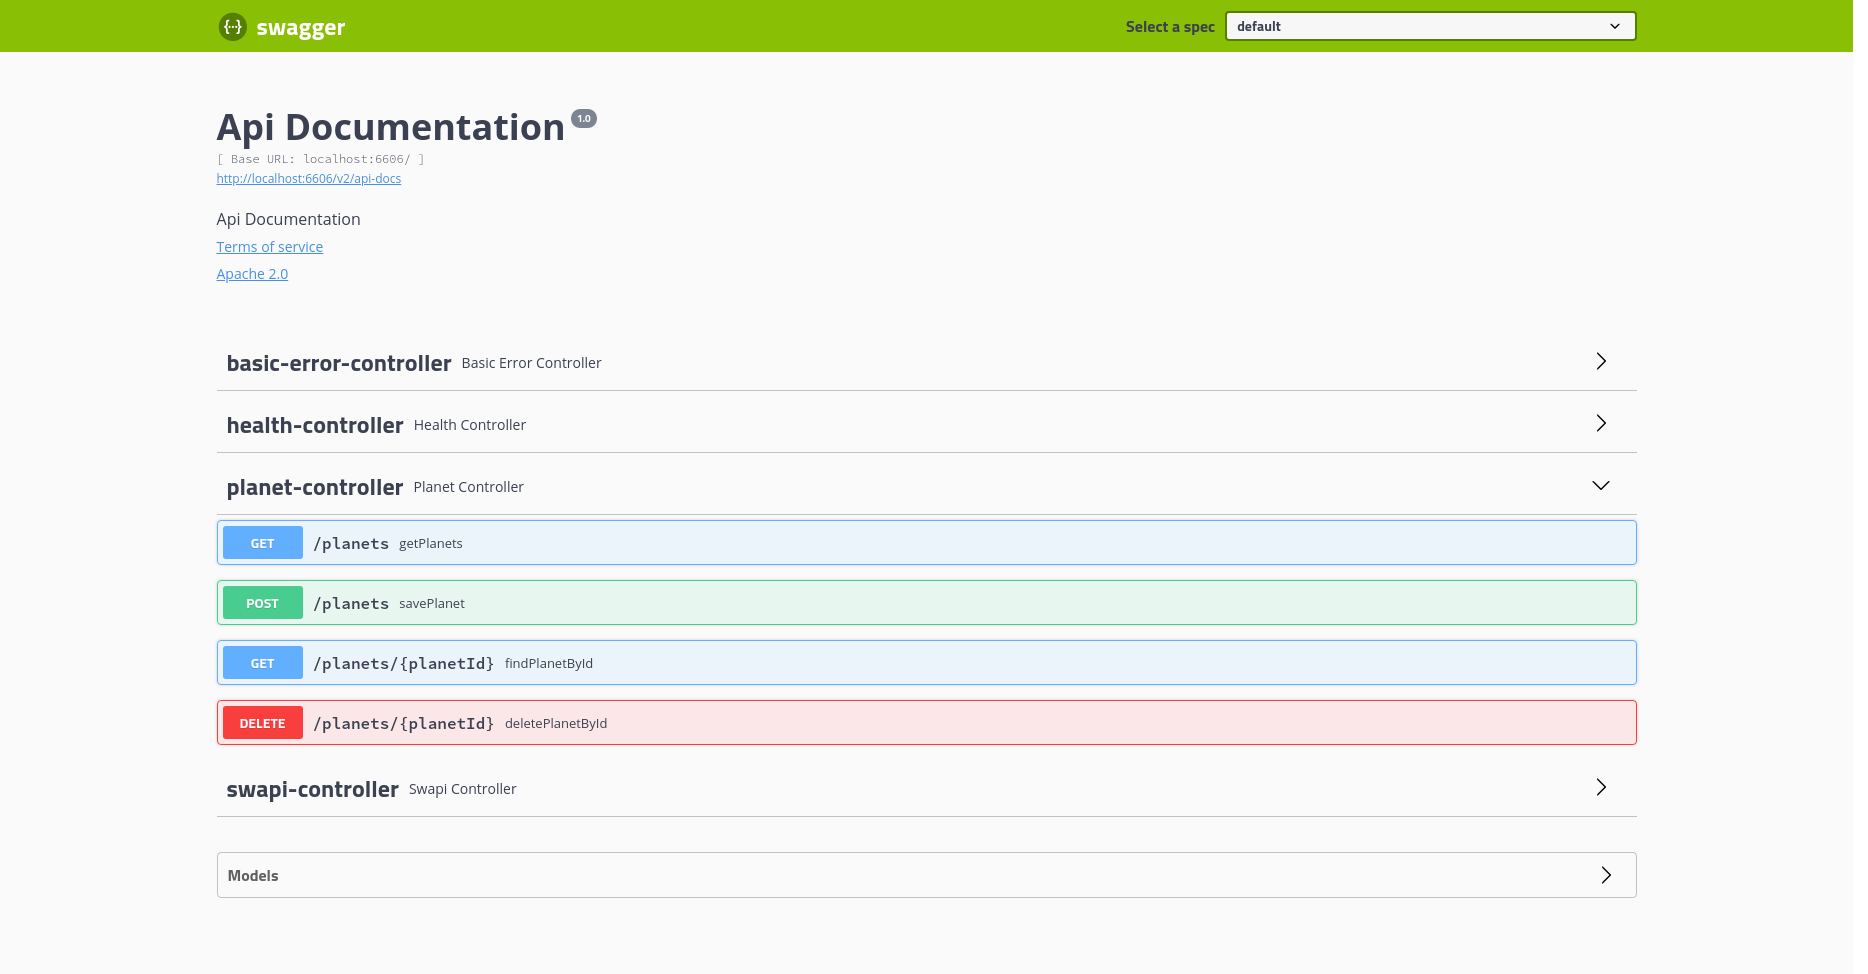 {···} swagger Select a spec default
Api Documentation 1.0
[ Base URL: localhost:6606/ ]
http://localhost:6606/v2/api-docs
Api Documentation
Terms of service
Apache 2.0
basic-error-controller Basic Error Controller
health-controller Health Controller
planet-controller Planet Controller
GET /planets getPlanets
POST /planets savePlanet
GET /planets/{planetId} findPlanetById
DELETE /planets/{planetId} deletePlanetById
swapi-controller Swapi Controller
Models